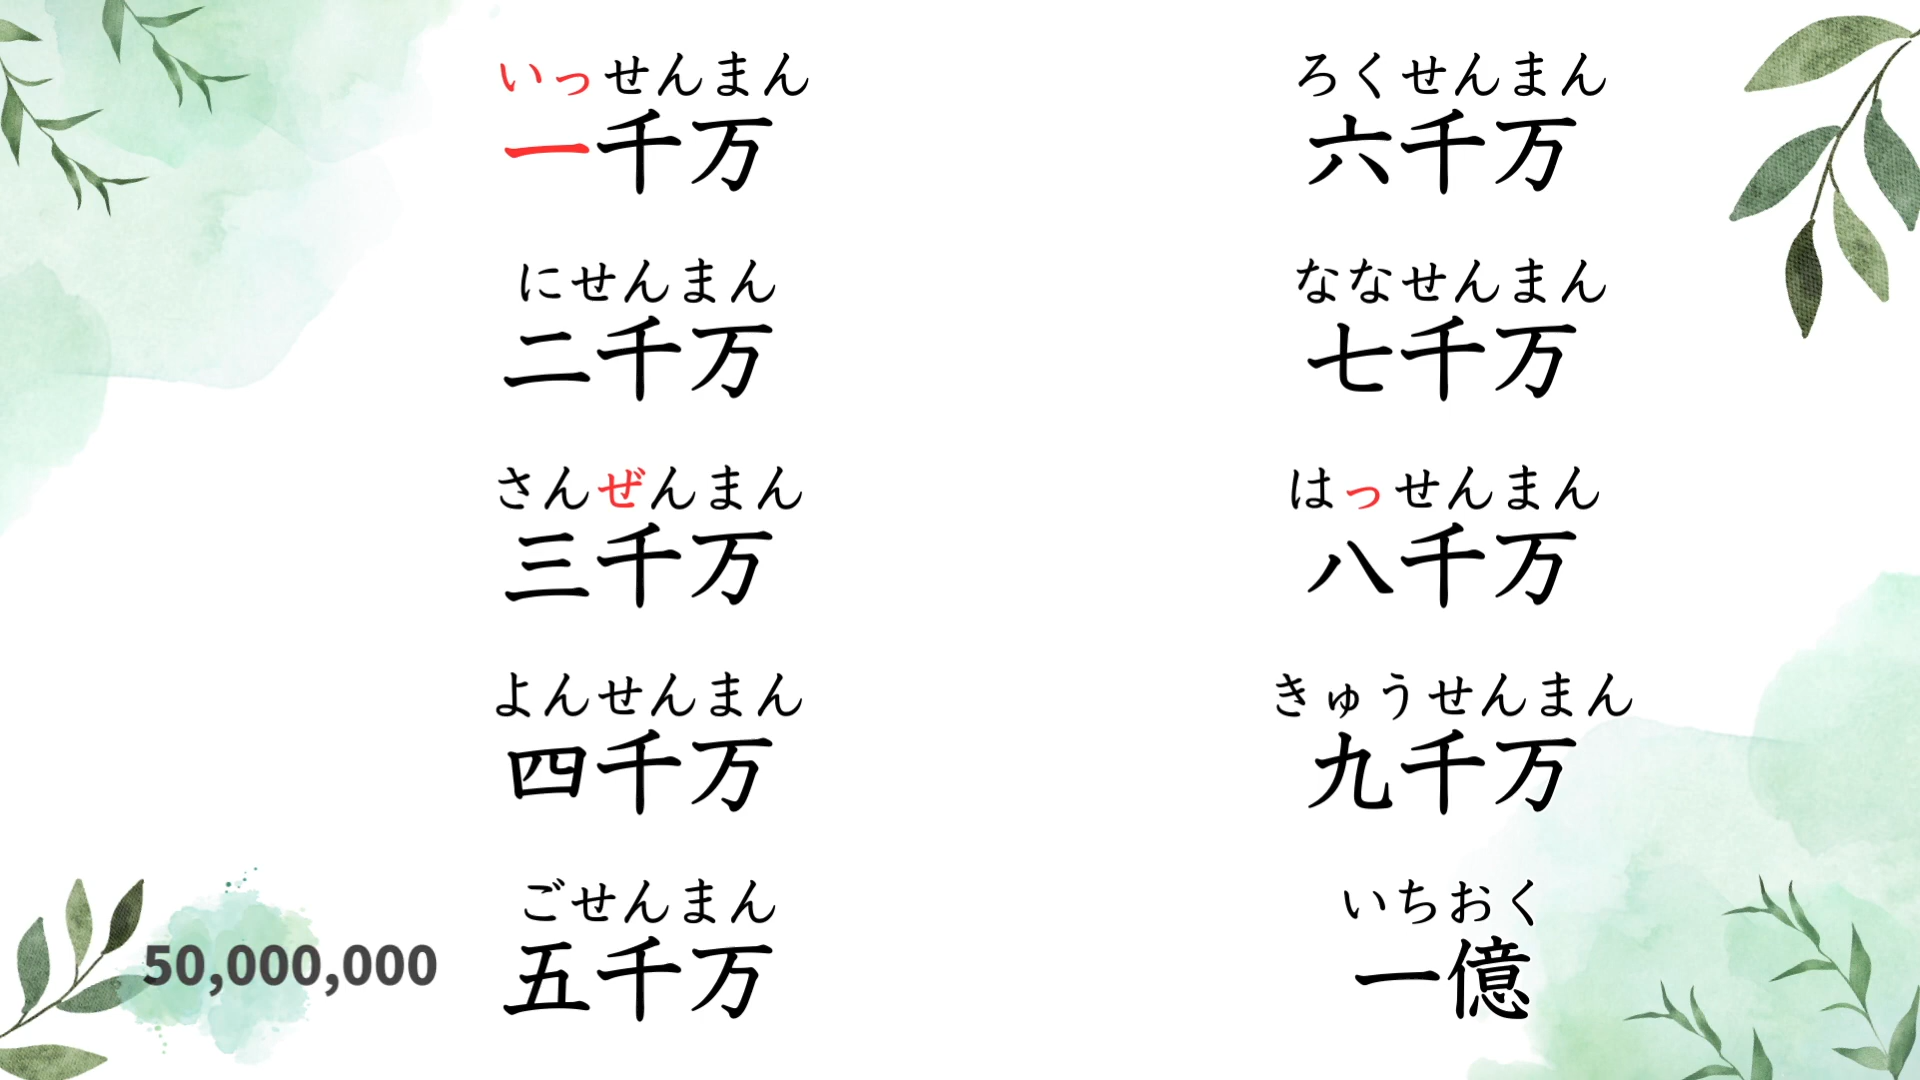 いっせんまん
一千万
にせんまん
二千万
さんぜんまん
三千万
よんせんまん
四千万
ごせんまん
50,000,000 五千万
ろくせんまん
六千万
ななせんまん
七千万
はっせんまん
八千万
きゅうせんまん
九千万
いちおく
一億